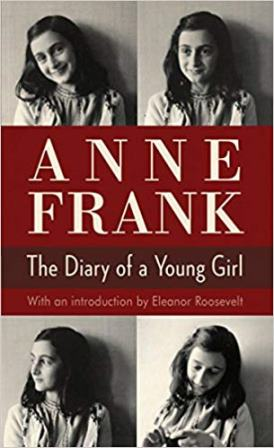 ANNE
FRANK
The Diary of a Young Girl
With an introduction by Eleanor Roosevelt